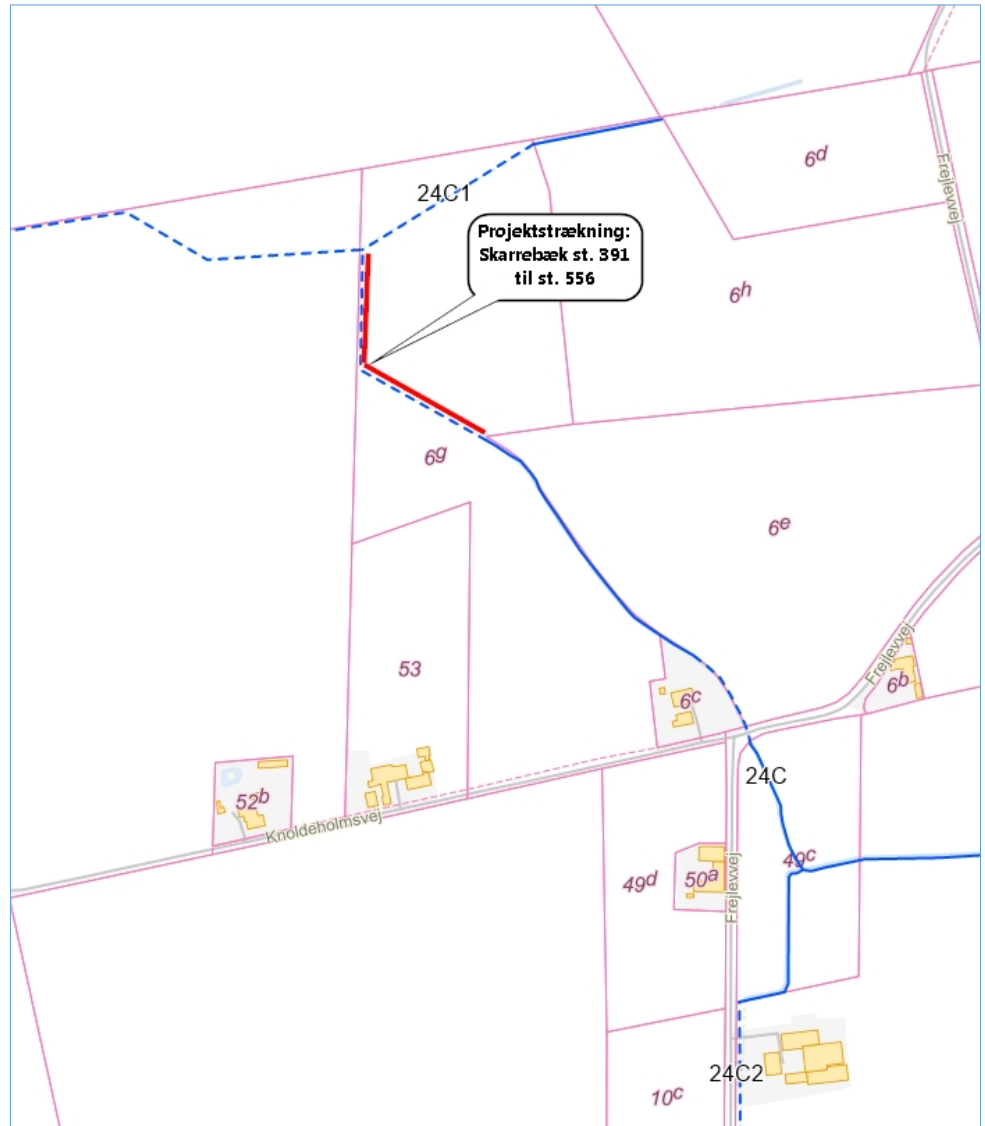 6d
Frejlevvej
24C1
Projektstrækning:
Skarrebæk st. 391
til st. 556
6h
6g
6e
Frejlevvej
53
6c
6b
24C
52b
Knoldeholmsvej
49d
50a
49c
Frejlevvej
24C2
10c